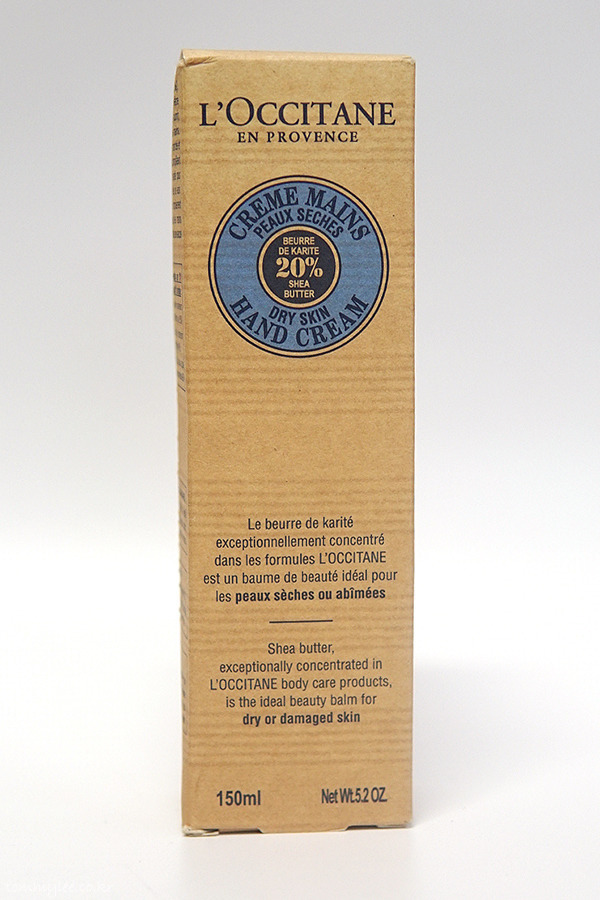 L'OCCITANE
EN PROVENCE
CREME MAINS
PEAUX SECHES
BEURRE
DE KARITE
20%
SHEA
BUTTER
DRY SKIN
HAND CREAM
Le beurre de karité
exceptionnellement concentré
dans les formules L'OCCITANE
est un baume de beauté idéal pour
les peaux sèches ou abîmées
Shea butter,
exceptionally concentrated in
L'OCCITANE body care products,
is the ideal beauty balm for
dry or damaged skin
150ml
Net Wt.5.2 OZ.